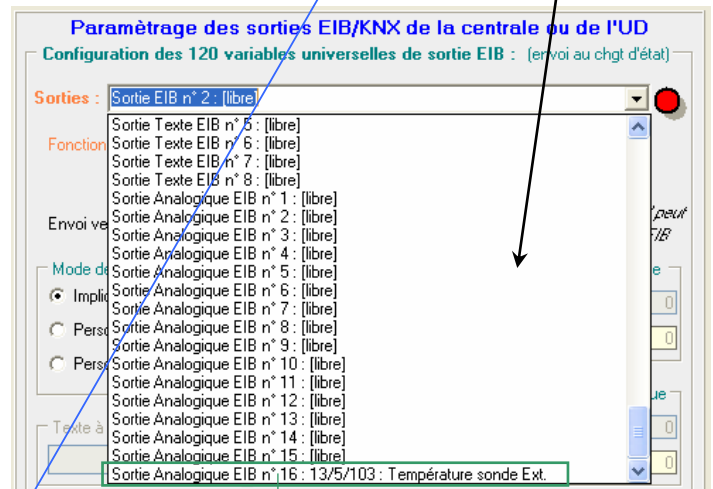 Paramètrage des sorties EIB/KNX de la centrale ou de l'UD
Configuration des 120 variables universelles de sortie EIB : (envoi au chgt d'état)
Sorties : Sortie EIB n° 2 : [libre]
Sortie Texte EIB n° 5 : [libre]
Fonction Sortie Texte EIB n° 6 : [libre]
Sortie Texte EIB n° 7 : [libre]
Sortie Texte EIB n° 8 : [libre]
Sortie Analogique EIB n° 1 : [libre]
Envoi ve Sortie Analogique EIB n° 2 : [libre] peut
Sortie Analogique EIB n° 3 : [libre] EIB
Sortie Analogique EIB n° 4 : [libre]
Mode de Sortie Analogique EIB n° 5 : [libre] e
Implic Sortie Analogique EIB n° 6 : [libre] 0
Sortie Analogique EIB n° 7 : [libre]
Perso Sortie Analogique EIB n° 8 : [libre] 0
Sortie Analogique EIB n° 9 : [libre]
Perso Sortie Analogique EIB n° 10 : [libre]
Sortie Analogique EIB n° 11 : [libre]
Sortie Analogique EIB n° 12 : [libre] ue
Sortie Analogique EIB n° 13 : [libre]
Texte à Sortie Analogique EIB n° 14 : [libre] 0
Sortie Analogique EIB n° 15 : [libre]
Sortie Analogique EIB n° 16 : 13/5/103 : Température sonde Ext. 0